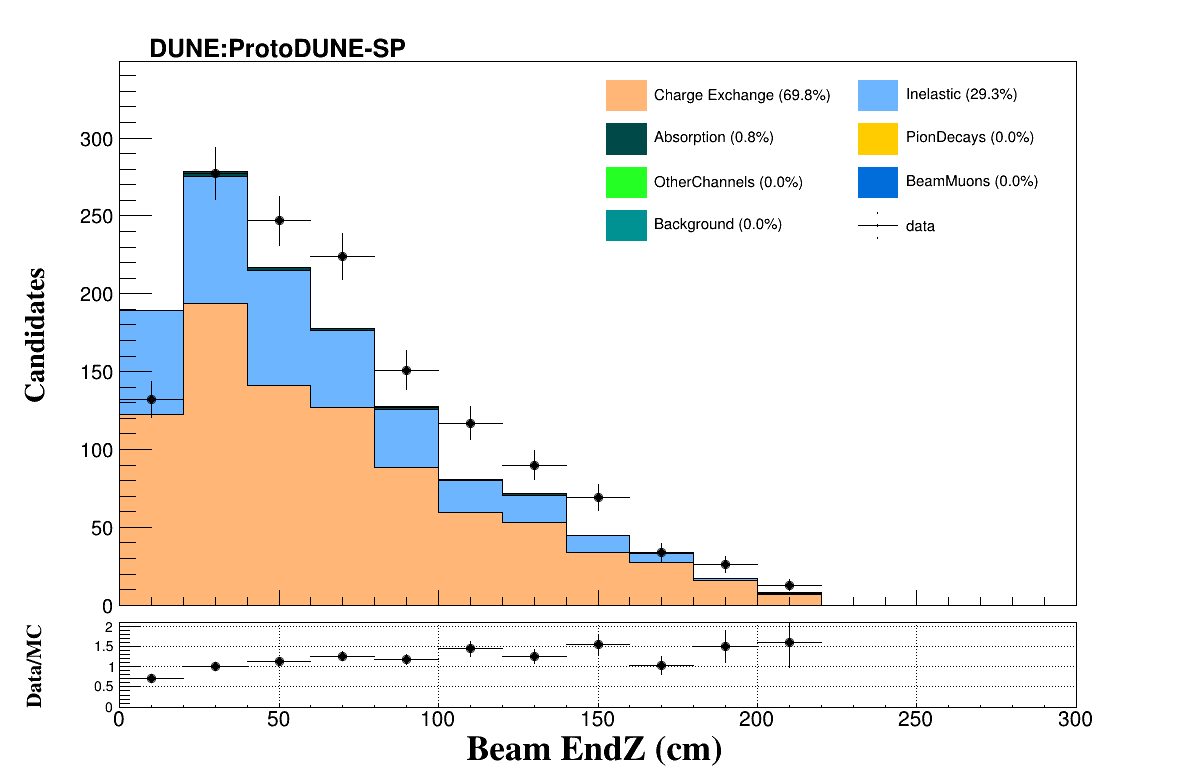 DUNE:ProtoDUNE-SP
Charge Exchange (69.8%)
Inelastic (29.3%)
Absorption (0.8%)
PionDecays (0.0%)
OtherChannels (0.0%)
BeamMuons (0.0%)
Background (0.0%)
data
Candidates
300
250
200
150
100
50
0
Data/MC
2
1.5
1
0.5
0
0 50 100 150 200 250 300
Beam EndZ (cm)